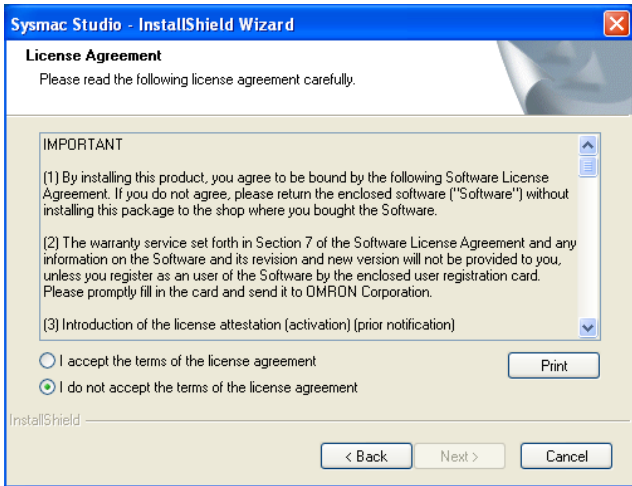 Sysmac Studio - InstallShield Wizard
License Agreement
Please read the following license agreement carefully.
IMPORTANT
(1) By installing this product, you agree to be bound by the following Software License
Agreement. If you do not agree, please return the enclosed software ("Software") without
installing this package to the shop where you bought the Software.
(2) The warranty service set forth in Section 7 of the Software License Agreement and any
information on the Software and its revision and new version will not be provided to you,
unless you register as an user of the Software by the enclosed user registration card.
Please promptly fill in the card and send it to OMRON Corporation.
(3) Introduction of the license attestation (activation) (prior notification)
I accept the terms of the license agreement
Print
I do not accept the terms of the license agreement
InstallShield
< Back
Next >
Cancel